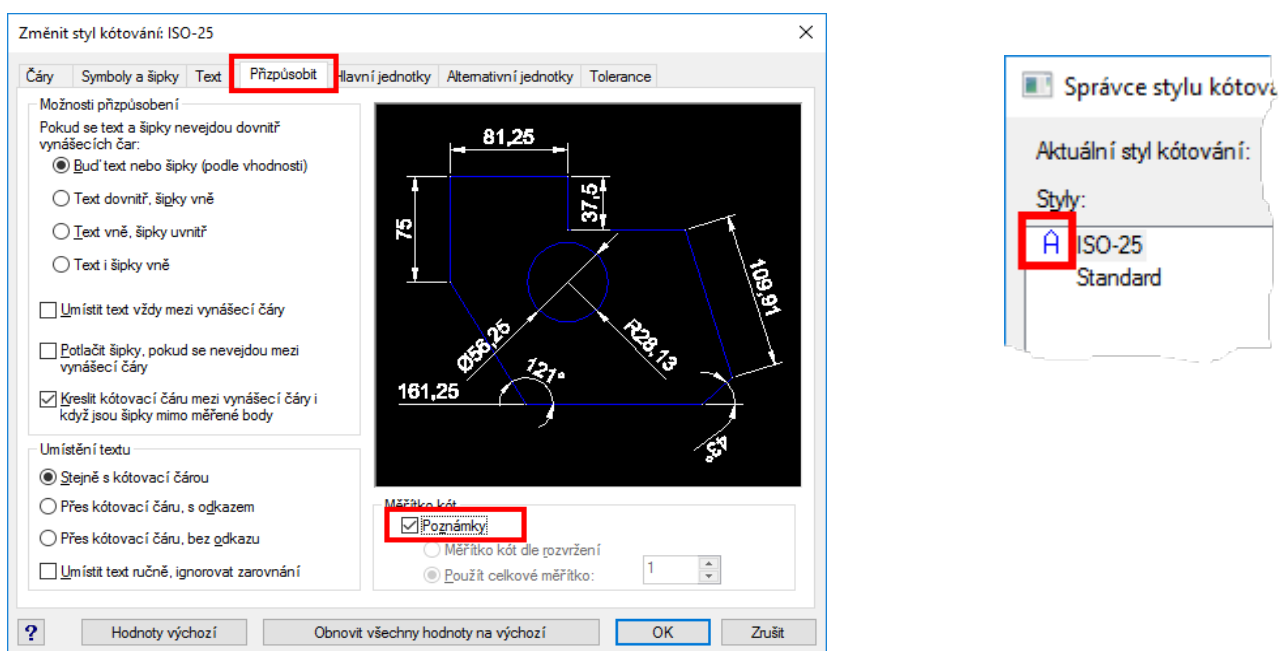 Změnit styl kótování: ISO-25
Čáry Symboly a šipky Text Přizpůsobit Hlavní jednotky Alternativní jednotky Tolerance
Možnosti přizpůsobení
Pokud se text a šipky nevejdou dovnitř
vynášecích čar:
Buď text nebo šipky (podle vhodnosti)
Text dovnitř, šipky vně
Text vně, šipky uvnitř
Text i šipky vně
Umístit text vždy mezi vynášecí čáry
Potlačit šipky, pokud se nevejdou mezi
vynášecí čáry
Kreslit kótovací čáru mezi vynášecí čáry i
když jsou šipky mimo měřené body
Umístění textu
Stejně s kótovací čárou
Přes kótovací čáru, s odkazem
Přes kótovací čáru, bez odkazu
Umístit text ručně, ignorovat zarovnání
81,25
37,5
75
109,91
Ø56,25
R28,13
121°
161,25
43°
Měřítko kót
Poznámky
Měřítko kót dle rozvržení
Použít celkové měřítko: 1
? Hodnoty výchozí Obnovit všechny hodnoty na výchozí OK Zrušit
Správce stylu kótova
Aktuální styl kótování:
Styly:
A ISO-25
Standard